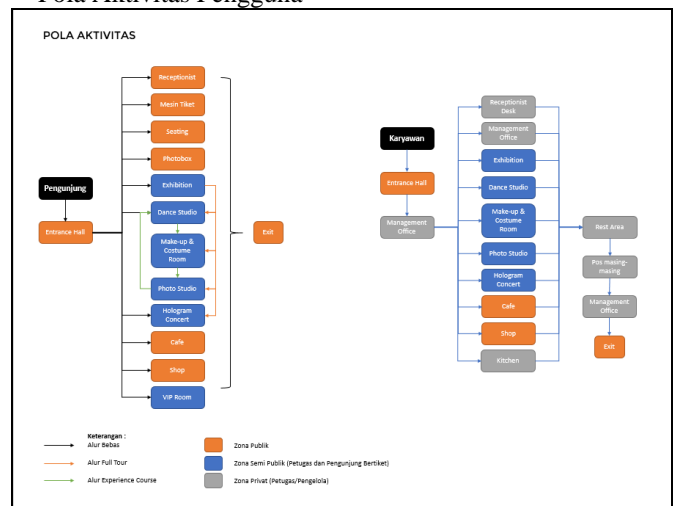 Pola Aktivitas Pengguna
POLA AKTIVITAS
Pengunjung
Entrance Hall
Receptionist
Mesin Tiket
Seating
Photobox
Exhibition
Dance Studio
Make-up &
Costume
Room
Photo Studio
Hologram
Concert
Cafe
Shop
VIP Room
Exit
Karyawan
Entrance Hall
Management
Office
Receptionist
Desk
Management
Office
Exhibition
Dance Studio
Make-up &
Costume
Room
Photo Studio
Hologram
Concert
Cafe
Shop
Kitchen
Rest Area
Pos masing-
masing
Management
Office
Exit
Keterangan :
Alur Bebas
Alur Full Tour
Alur Experience Course
Zona Publik
Zona Semi Publik (Petugas dan Pengunjung Bertiket)
Zona Privat (Petugas/Pengelola)